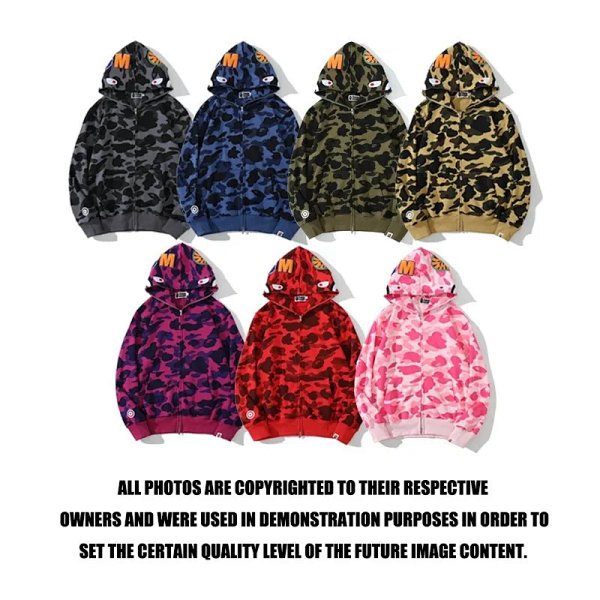 M
M
M
M
M
M
M
ALL PHOTOS ARE COPYRIGHTED TO THEIR RESPECTIVE
OWNERS AND WERE USED IN DEMONSTRATION PURPOSES IN ORDER TO
SET THE CERTAIN QUALITY LEVEL OF THE FUTURE IMAGE CONTENT.